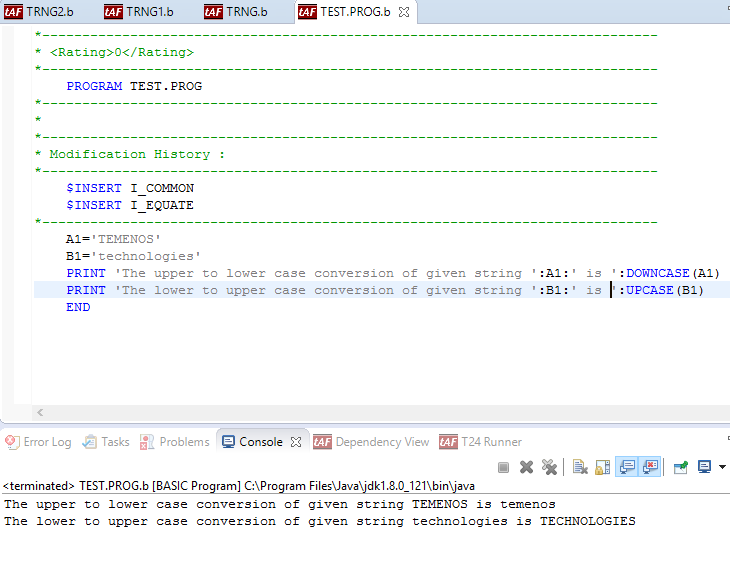 tAF TRNG2.b tAF TRNG1.b tAF TRNG.b tAF TEST.PROG.b
*-----------------------------------------------------------------------------
* <Rating>0</Rating>
*-----------------------------------------------------------------------------
PROGRAM TEST.PROG
*-----------------------------------------------------------------------------
*
*-----------------------------------------------------------------------------
* Modification History :
*-----------------------------------------------------------------------------
$INSERT I_COMMON
$INSERT I_EQUATE
*-----------------------------------------------------------------------------
A1='TEMENOS'
B1='technologies'
PRINT 'The upper to lower case conversion of given string ':A1:' is ':DOWNCASE(A1)
PRINT 'The lower to upper case conversion of given string ':B1:' is ':UPCASE(B1)
END
Error Log Tasks Problems Console tAF Dependency View tAF T24 Runner
<terminated> TEST.PROG.b [BASIC Program] C:\Program Files\Java\jdk1.8.0_121\bin\java
The upper to lower case conversion of given string TEMENOS is temenos
The lower to upper case conversion of given string technologies is TECHNOLOGIES